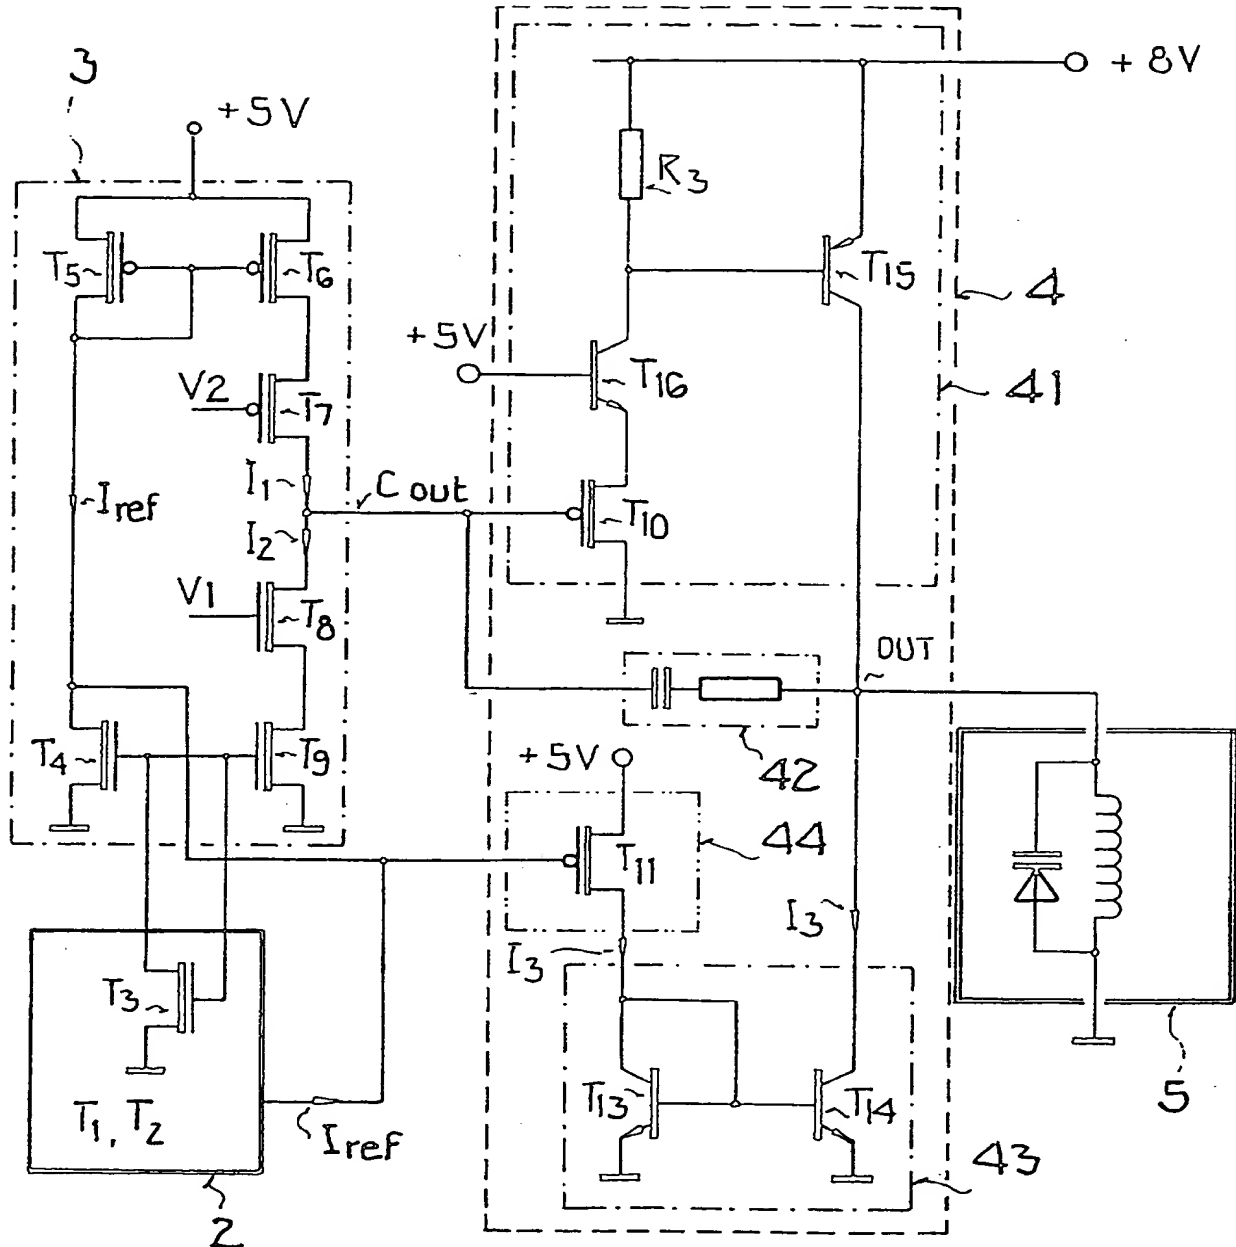 3
+5V
+8V
R3
T5
T6
T15
4
+5V
T16
41
V2
T7
I1
C OUT
Iref
I2
T10
V1
T8
OUT
T4
T9
+5V
42
44
T11
I3
I3
T3
T13
T14
5
T1, T2
Iref
43
2